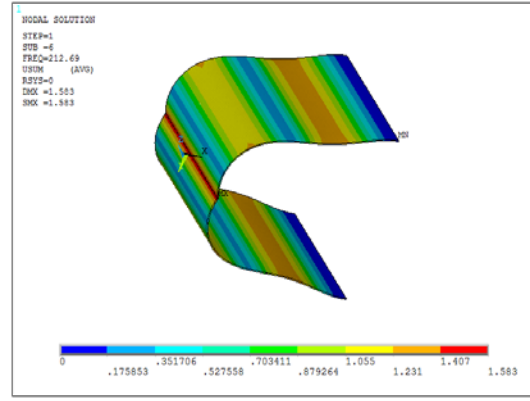 1
NODAL SOLUTION
STEP=1
SUB =6
FREQ=212.69
USUM (AVG)
RSYS=0
DMX =1.583
SMX =1.583
MN
X
MX
0 .351706 .703411 1.055 1.407
.175853 .527558 .879264 1.231 1.583